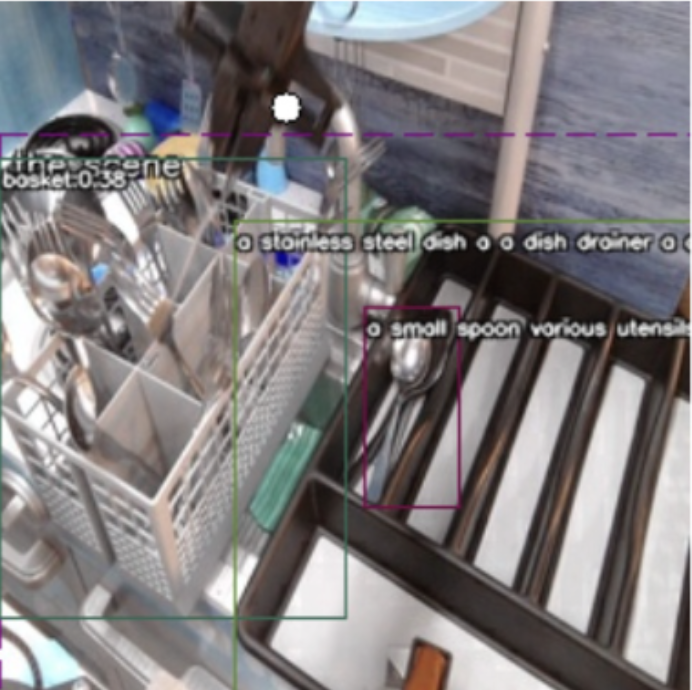 the scene
basket:0.38
a stainless steel dish a a dish drainer a
a small spoon various utensils